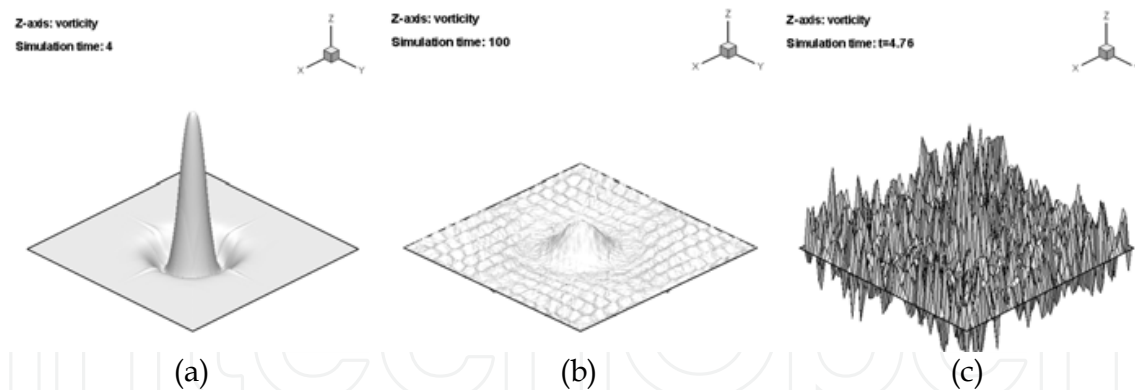 Z-axis: vorticity
Simulation time: 4
Z
X
Y
Z-axis: vorticity
Simulation time: 100
Z
X
Y
Z-axis: vorticity
Simulation time: t=4.76
Z
X
(a)
(b)
(c)